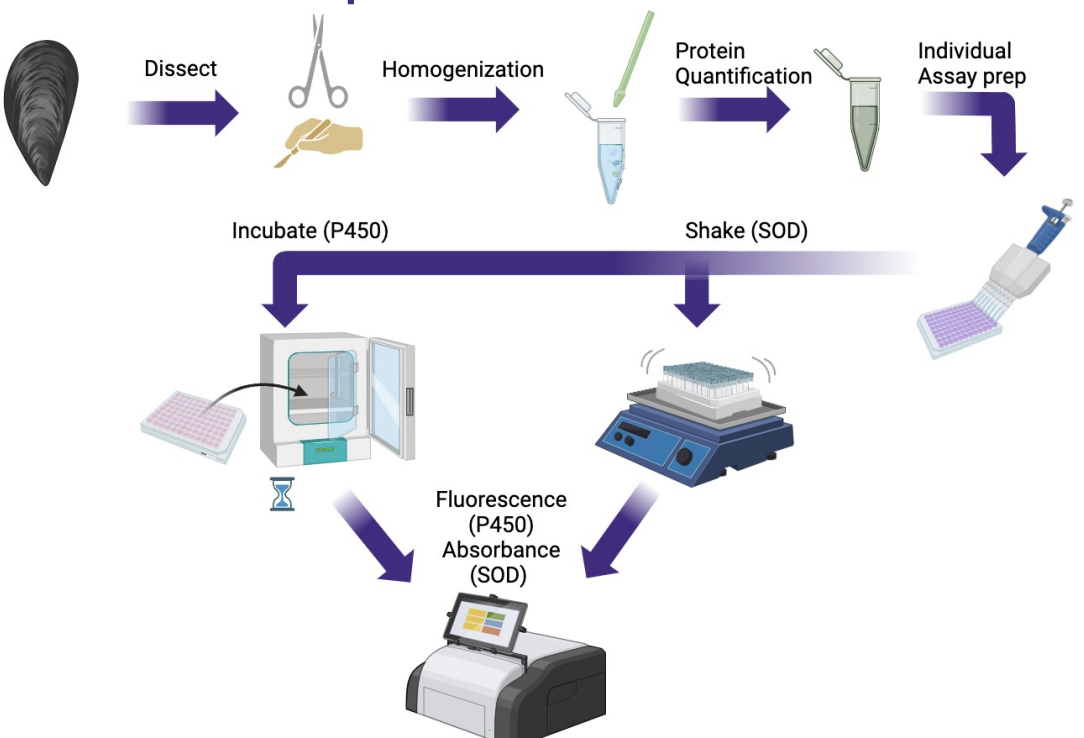 Dissect
Homogenization
Protein
Quantification
Individual
Assay prep
Incubate (P450)
Shake (SOD)
Fluorescence
(P450)
Absorbance
(SOD)